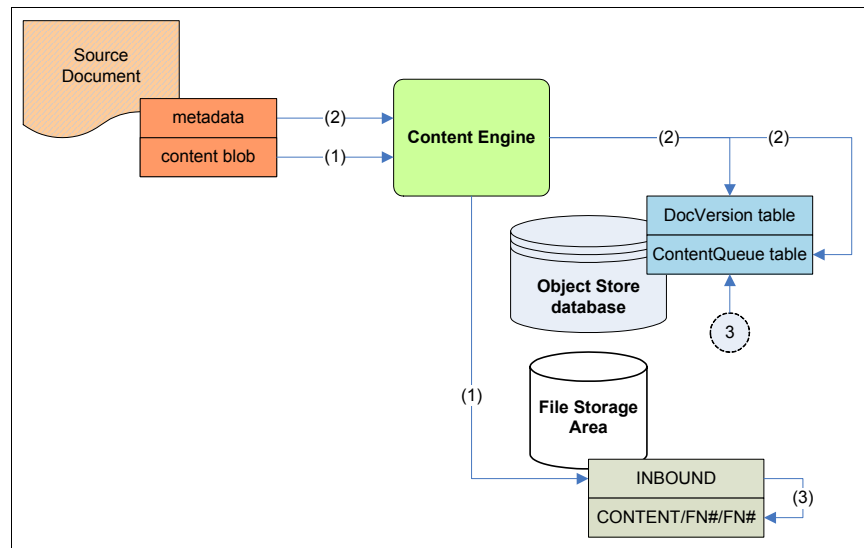 Source
Document
metadata
(2)
content blob
(1)
Content Engine
(2)
(2)
DocVersion table
ContentQueue table
Object Store
database
3
(1)
File Storage
Area
INBOUND
(3)
CONTENT/FN#/FN#